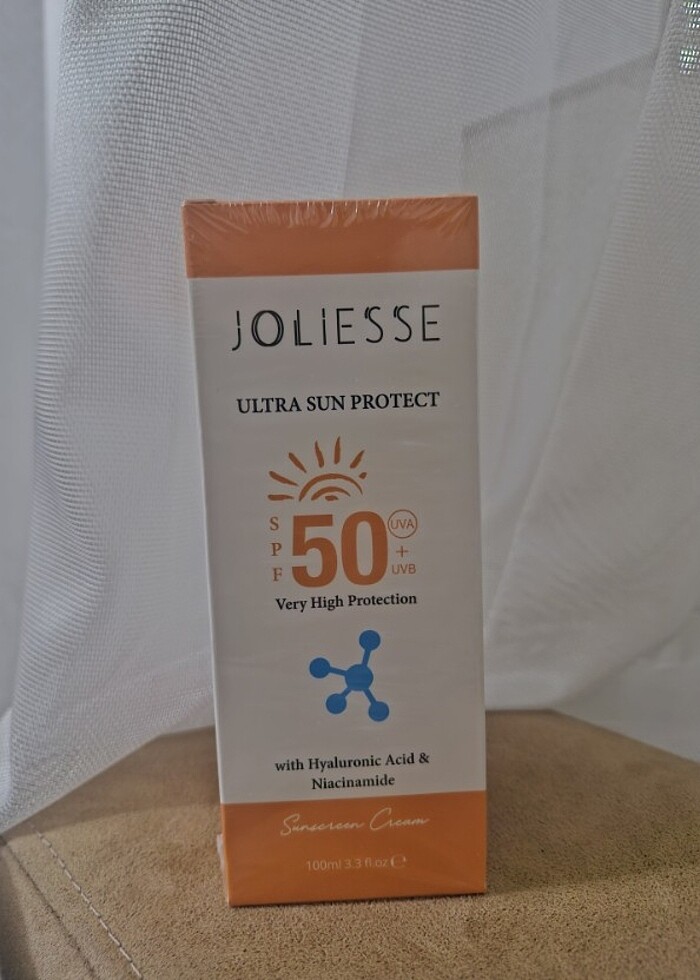 JOLIESSE
ULTRA SUN PROTECT
SPF 50 UVA + UVB
Very High Protection
with Hyaluronic Acid &
Niacinamide
Sunscreen Cream
100ml 3.3 fl.oz ℮